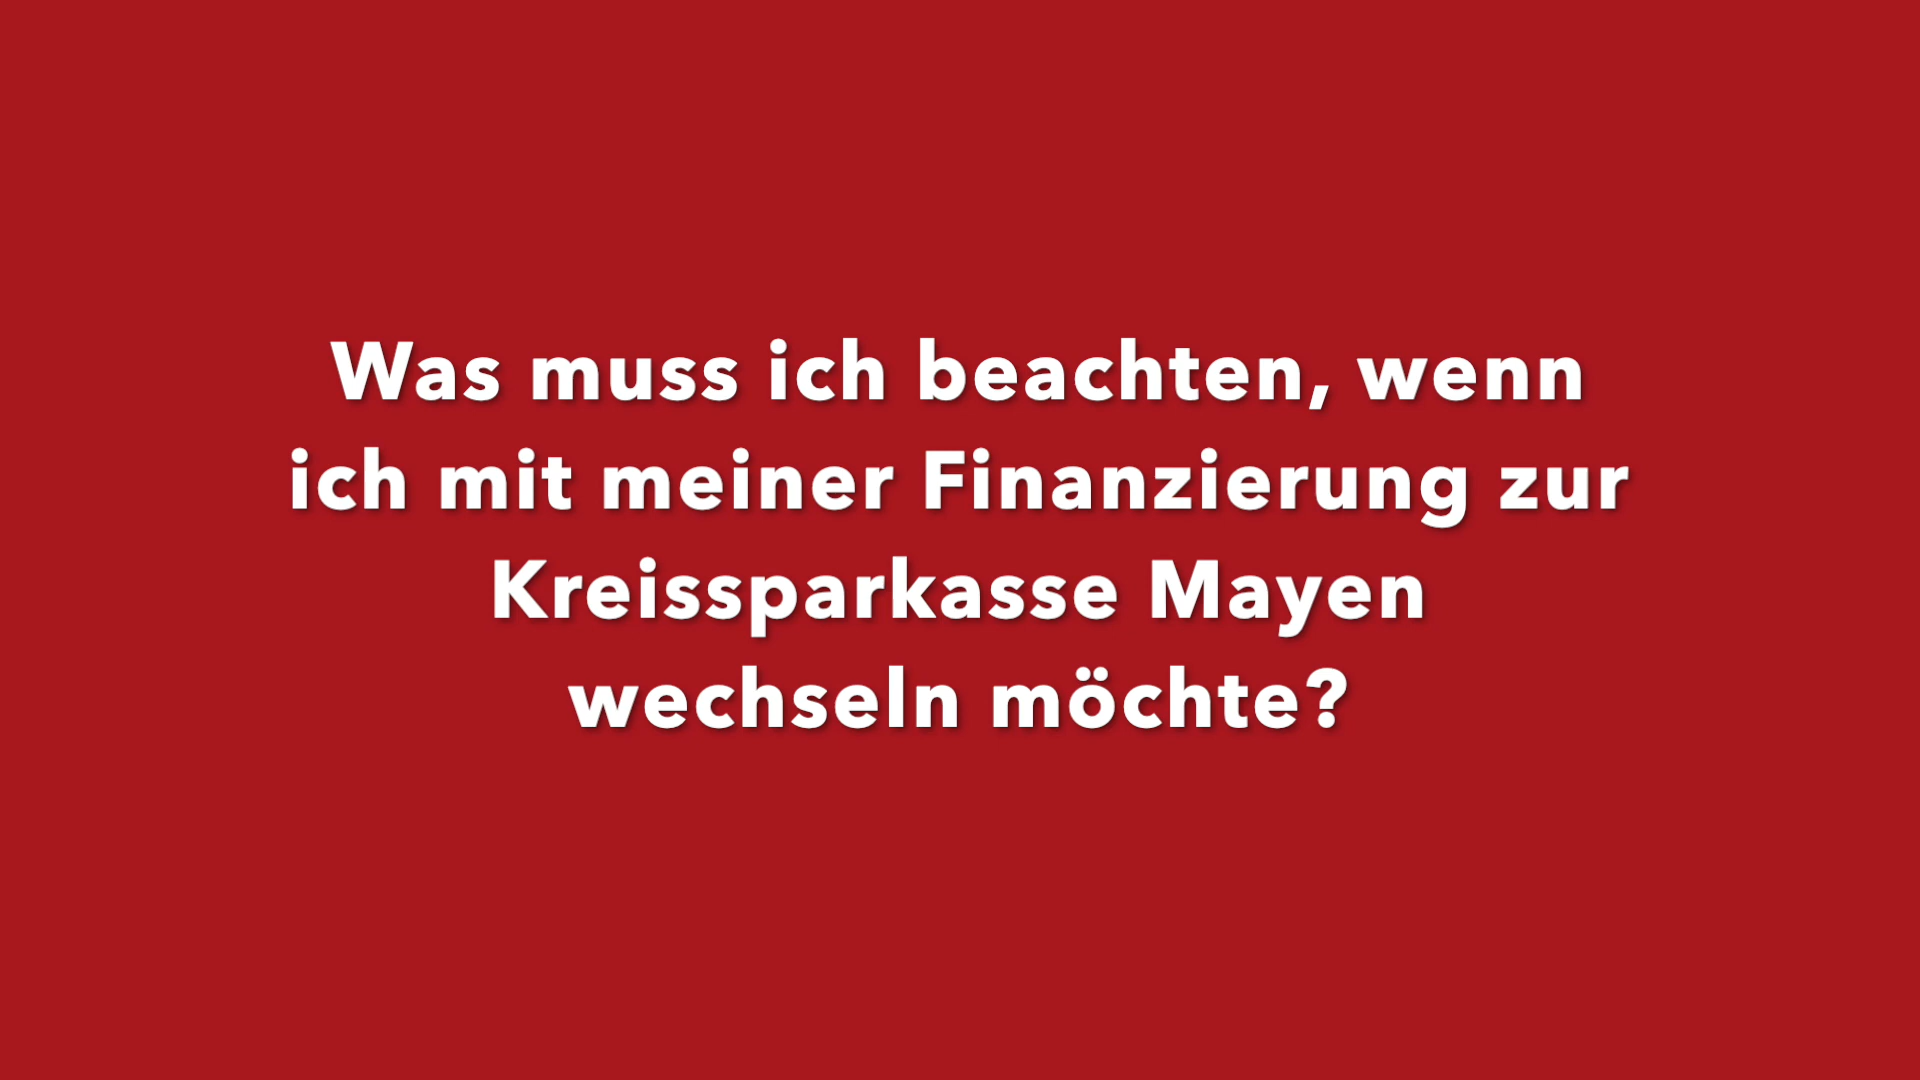 Was muss ich beachten, wenn
ich mit meiner Finanzierung zur
Kreissparkasse Mayen
wechseln möchte?